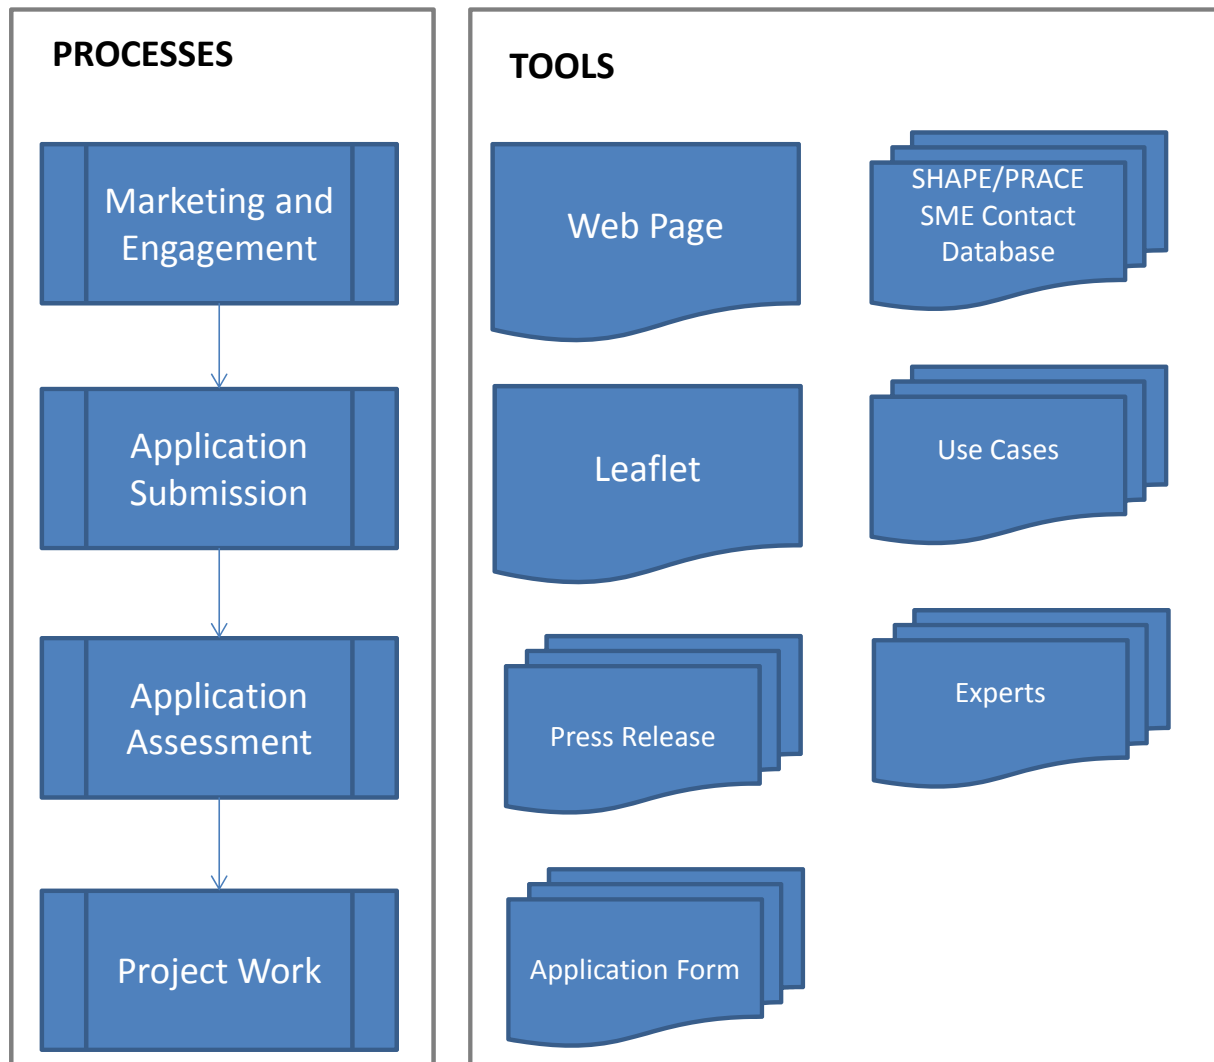 PROCESSES
Marketing and
Engagement
Application
Submission
Application
Assessment
Project Work
TOOLS
Web Page
Leaflet
Press Release
Application Form
SHAPE/PRACE
SME Contact
Database
Use Cases
Experts